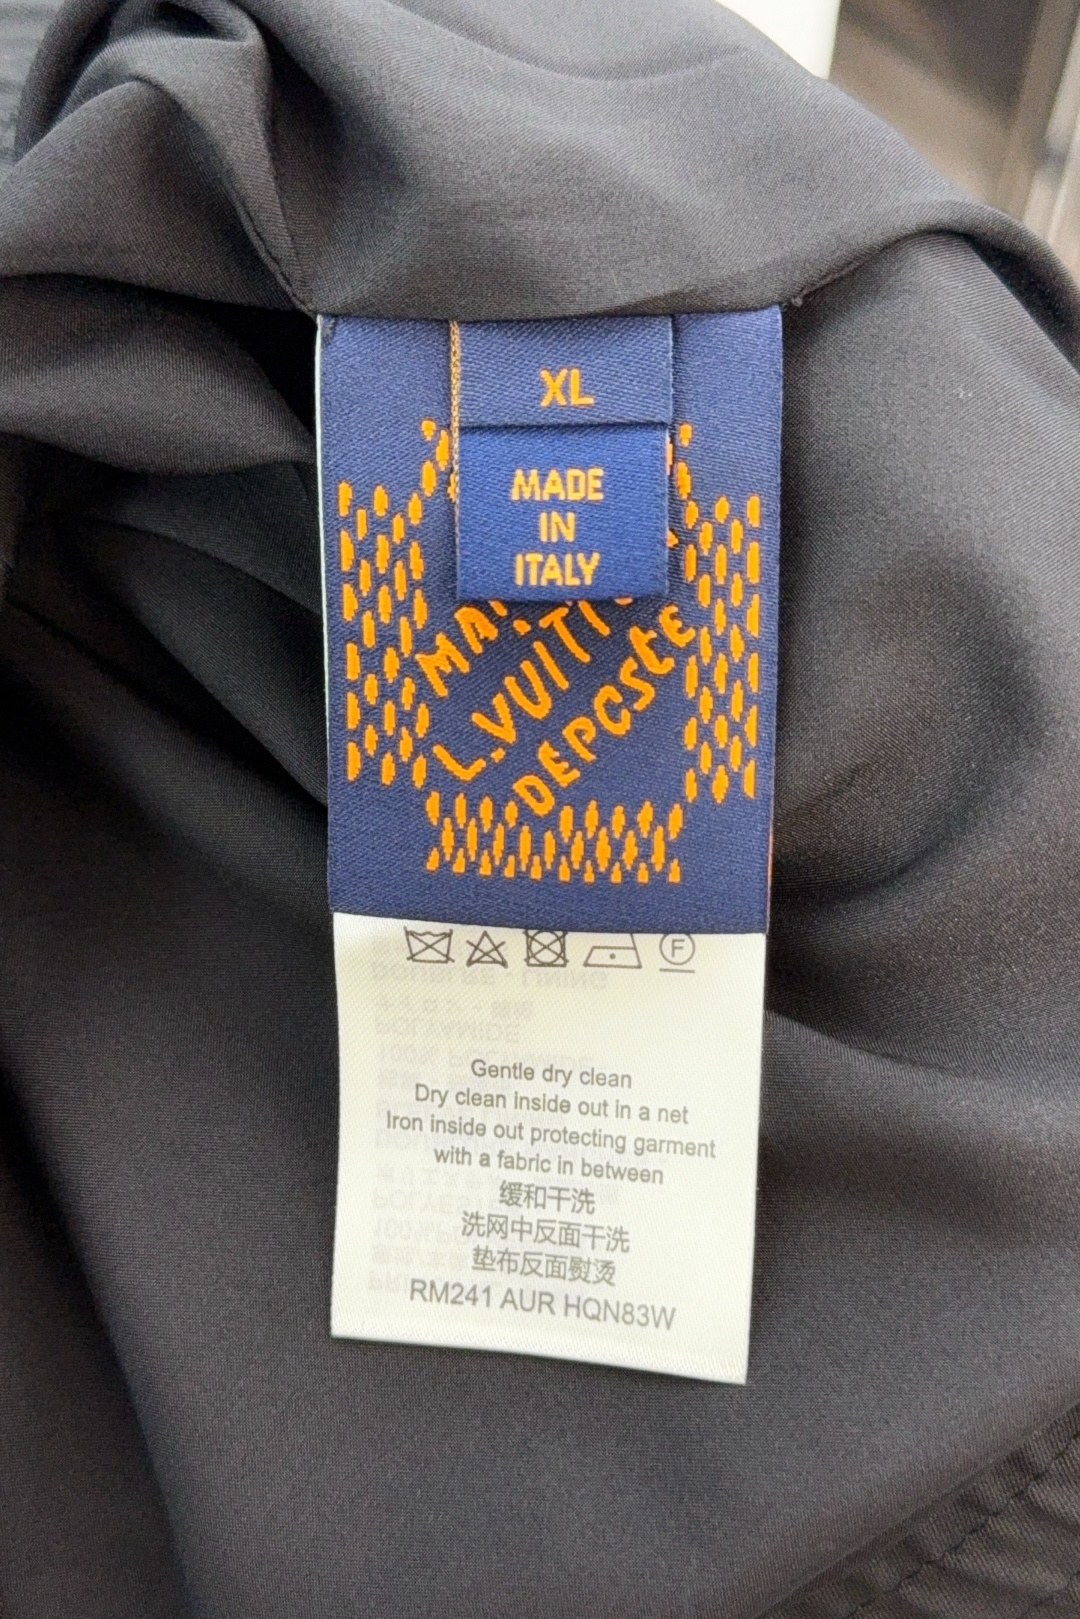 XL
MADE
IN
ITALY
L.VUITT
DEPOSÉE
F
Gentle dry clean
Dry clean inside out in a net
Iron inside out protecting garment
with a fabric in between
缓和干洗
洗网中反面干洗
垫布反面熨烫
RM241 AUR HQN83W